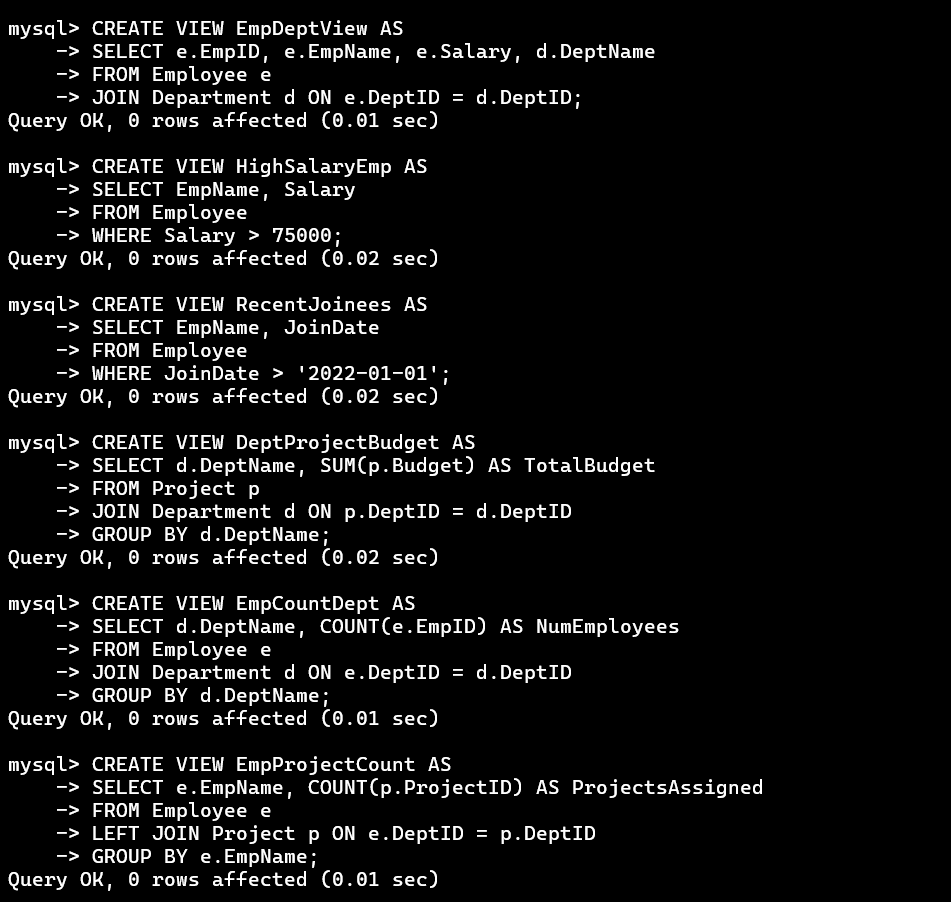 mysql> CREATE VIEW EmpDeptView AS
    -> SELECT e.EmpID, e.EmpName, e.Salary, d.DeptName
    -> FROM Employee e
    -> JOIN Department d ON e.DeptID = d.DeptID;
Query OK, 0 rows affected (0.01 sec)

mysql> CREATE VIEW HighSalaryEmp AS
    -> SELECT EmpName, Salary
    -> FROM Employee
    -> WHERE Salary > 75000;
Query OK, 0 rows affected (0.02 sec)

mysql> CREATE VIEW RecentJoinees AS
    -> SELECT EmpName, JoinDate
    -> FROM Employee
    -> WHERE JoinDate > '2022-01-01';
Query OK, 0 rows affected (0.02 sec)

mysql> CREATE VIEW DeptProjectBudget AS
    -> SELECT d.DeptName, SUM(p.Budget) AS TotalBudget
    -> FROM Project p
    -> JOIN Department d ON p.DeptID = d.DeptID
    -> GROUP BY d.DeptName;
Query OK, 0 rows affected (0.02 sec)

mysql> CREATE VIEW EmpCountDept AS
    -> SELECT d.DeptName, COUNT(e.EmpID) AS NumEmployees
    -> FROM Employee e
    -> JOIN Department d ON e.DeptID = d.DeptID
    -> GROUP BY d.DeptName;
Query OK, 0 rows affected (0.01 sec)

mysql> CREATE VIEW EmpProjectCount AS
    -> SELECT e.EmpName, COUNT(p.ProjectID) AS ProjectsAssigned
    -> FROM Employee e
    -> LEFT JOIN Project p ON e.DeptID = p.DeptID
    -> GROUP BY e.EmpName;
Query OK, 0 rows affected (0.01 sec)